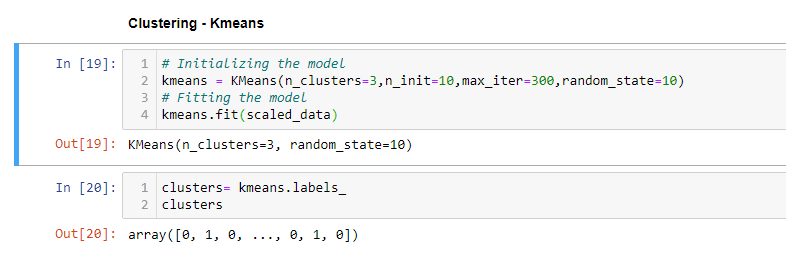 Clustering - Kmeans
In [19]:
1 # Initializing the model
2 kmeans = KMeans(n_clusters=3,n_init=10,max_iter=300,random_state=10)
3 # Fitting the model
4 kmeans.fit(scaled_data)
Out[19]: KMeans(n_clusters=3, random_state=10)
In [20]:
1 clusters= kmeans.labels_
2 clusters
Out[20]: array([0, 1, 0, ..., 0, 1, 0])